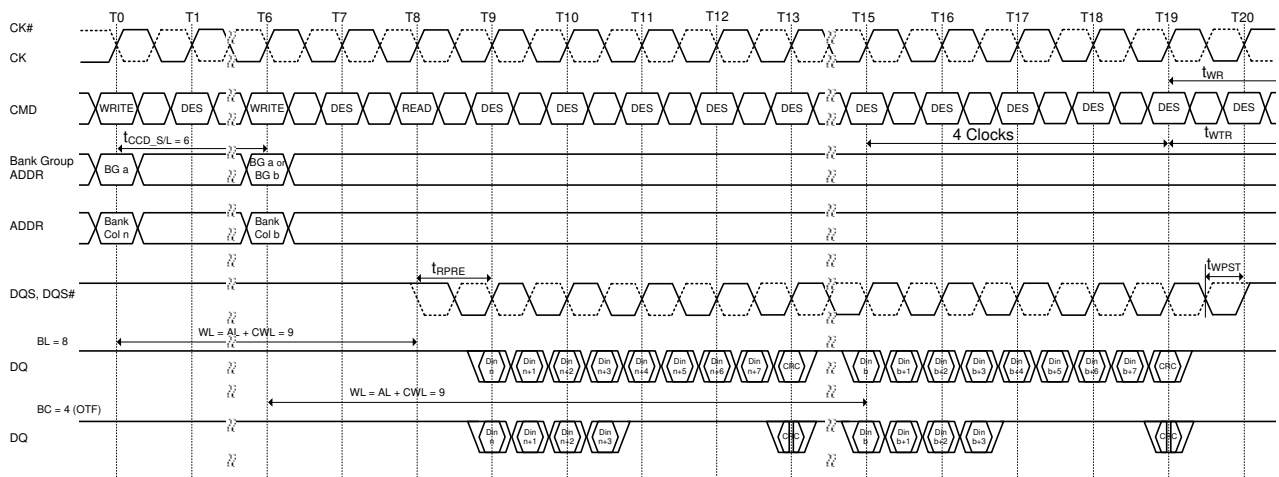 T0 T1 T6 T7 T8 T9 T10 T11 T12 T13 T15 T16 T17 T18 T19 T20
CK#
CK
tWR
CMD WRITE DES WRITE DES READ DES DES DES DES DES DES DES DES DES DES DES
tCCD_S/L = 6
4 Clocks
tWTR
Bank Group
ADDR
BG a
BG a or
BG b
ADDR
Bank
Col n
Bank
Col b
tRPRE
tWPST
DQS, DQS#
WL = AL + CWL = 9
BL = 8
DQ
Din
n
Din
n+1
Din
n+2
Din
n+3
Din
n+4
Din
n+5
Din
n+6
Din
n+7
CRC
Din
b
Din
b+1
Din
b+2
Din
b+3
Din
b+4
Din
b+5
Din
b+6
Din
b+7
CRC
WL = AL + CWL = 9
BC = 4 (OTF)
DQ
Din
n
Din
n+1
Din
n+2
Din
n+3
CRC
Din
b
Din
b+1
Din
b+2
Din
b+3
CRC